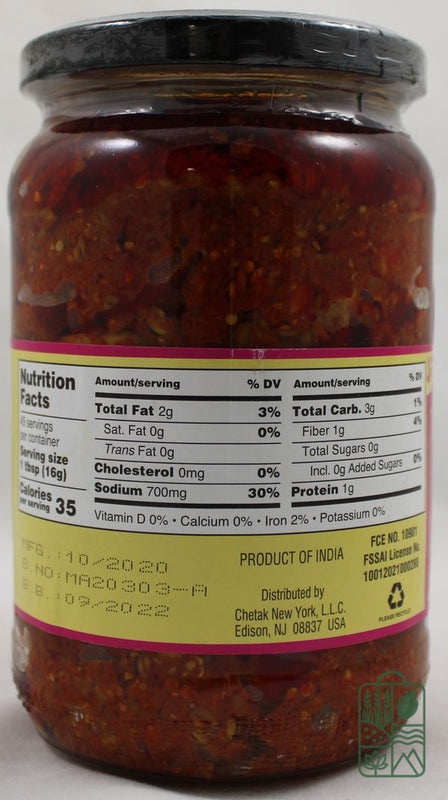 Nutrition
Facts
45 servings
per container
Serving size
1 tbsp (16g)
Calories
per serving 35
Amount/serving % DV
Total Fat 2g 3%
Sat. Fat 0g 0%
Trans Fat 0g
Cholesterol 0mg 0%
Sodium 700mg 30%
Amount/serving % DV
Total Carb. 3g 1%
Fiber 1g 4%
Total Sugars 0g
Incl. 0g Added Sugars 0%
Protein 1g
Vitamin D 0% • Calcium 0% • Iron 2% • Potassium 0%
MFG.:10/2020
B.NO:MA20303-A
B.B.:09/2022
PRODUCT OF INDIA
Distributed by
Chetak New York, L.L.C.
Edison, NJ 08837 USA
FCE NO. 10901
FSSAI License No.
10012021000280
PLEASE RECYCLE